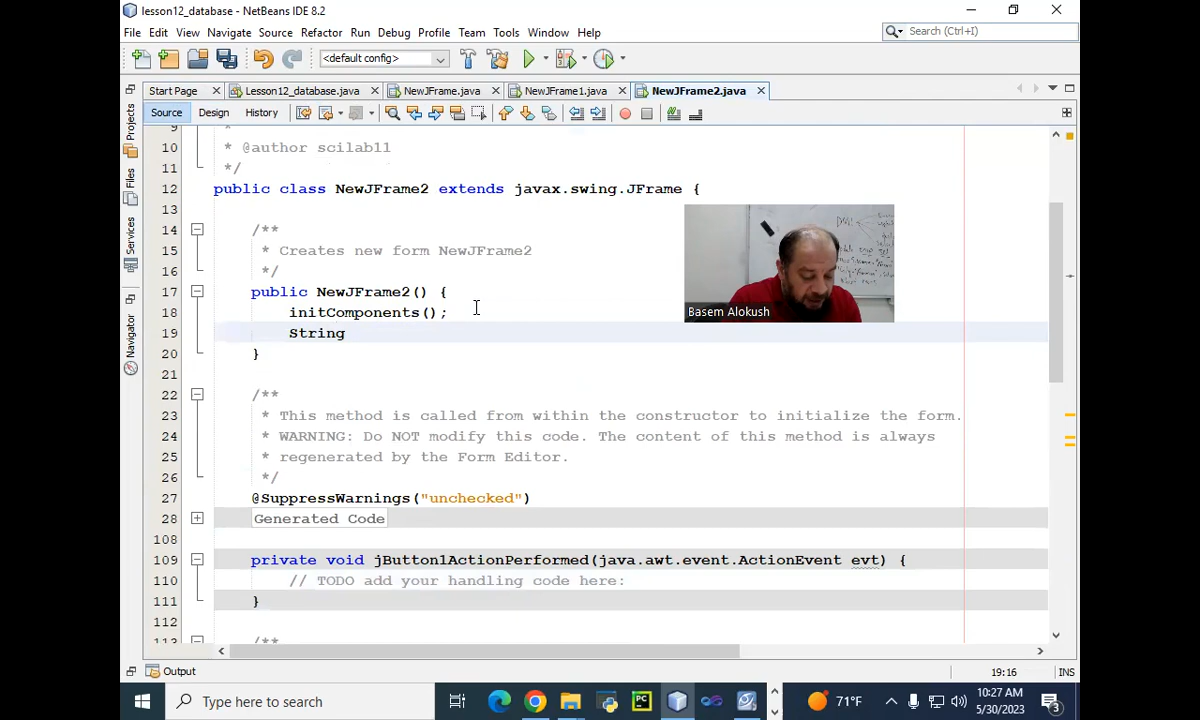 lesson12_database - NetBeans IDE 8.2
File Edit View Navigate Source Refactor Run Debug Profile Team Tools Window Help
Search (Ctrl+I)
<default config>
Start Page Lesson12_database.java NewJFrame.java NewJFrame1.java NewJFrame2.java
Source Design History
Projects
Files
Services
Navigator
9 *
10 * @author scilab11
11 */
12 public class NewJFrame2 extends javax.swing.JFrame {
13
14 /**
15 * Creates new form NewJFrame2
16 */
17 public NewJFrame2() {
18 initComponents();
19 String
20 }
21
22 /**
23 * This method is called from within the constructor to initialize the form.
24 * WARNING: Do NOT modify this code. The content of this method is always
25 * regenerated by the Form Editor.
26 */
27 @SuppressWarnings("unchecked")
28 Generated Code
108
109 private void jButton1ActionPerformed(java.awt.event.ActionEvent evt) {
110 // TODO add your handling code here:
111 }
112
113 /**
Basem Alokush
Output
19:16 INS
Type here to search
PC
71°F
10:27 AM
5/30/2023
3